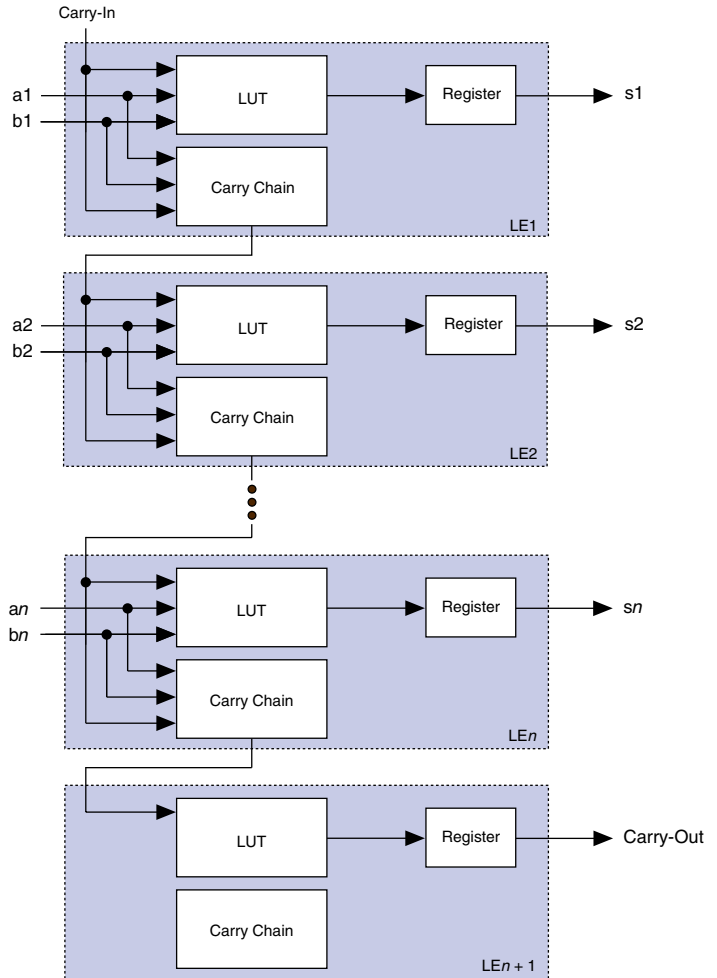 Carry-In
a1
b1
LUT
Register
s1
Carry Chain
LE1
a2
b2
LUT
Register
s2
Carry Chain
LE2
an
bn
LUT
Register
sn
Carry Chain
LEn
LUT
Register
Carry-Out
Carry Chain
LEn + 1